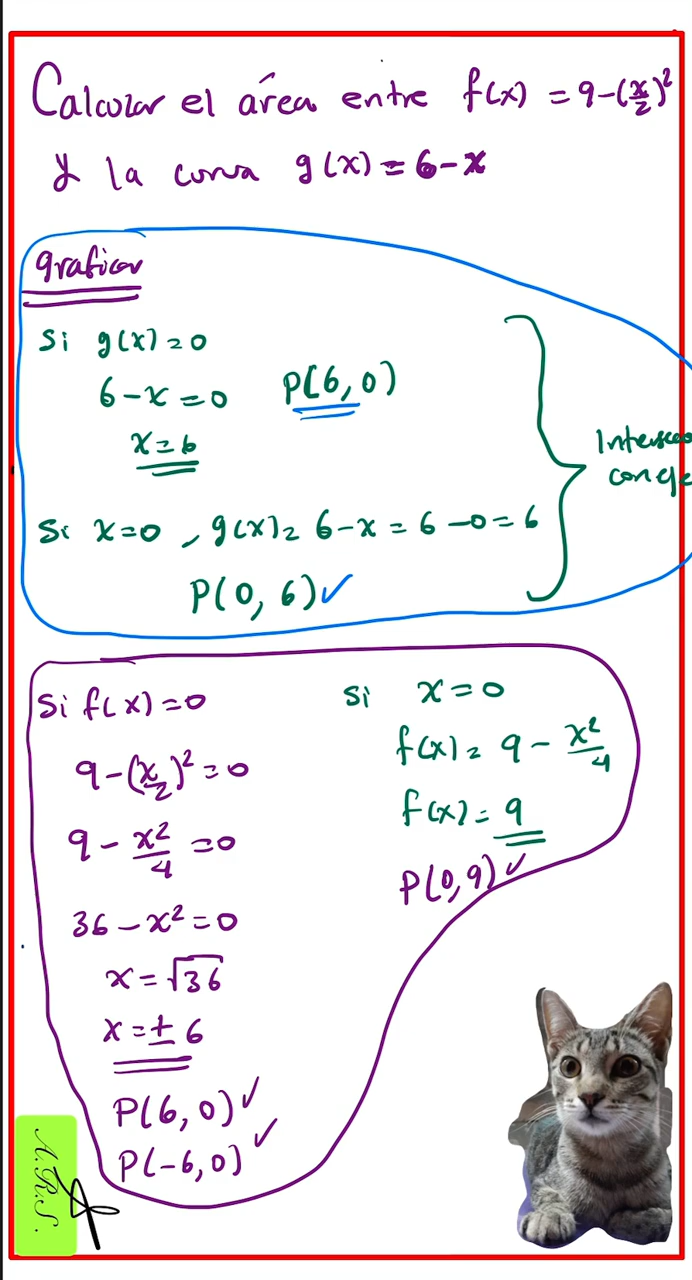 Calcular el área entre f(x) = 9-(x/2)²
y la curva g(x) = 6-x
graficar
Si g(x) = 0
6-x = 0
P(6,0)
x = 6
Si x=0, g(x) = 6-x = 6-0 = 6
P(0,6)✓
con eje
Si f(x) = 0
9-(x/2)² = 0
9 - x²/4 = 0
36 - x² = 0
x = √36
x = ± 6
P(6,0)✓
P(-6,0)✓
Si x = 0
f(x) = 9 - x²/4
f(x) = 9
P(0,9)✓
A.R.S.